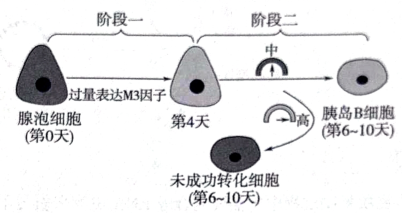 阶段一 阶段二
中
过量表达M3因子
腺泡细胞
(第0天)
第4天
高
胰岛B细胞
(第6~10天)
未成功转化细胞
(第6~10天)